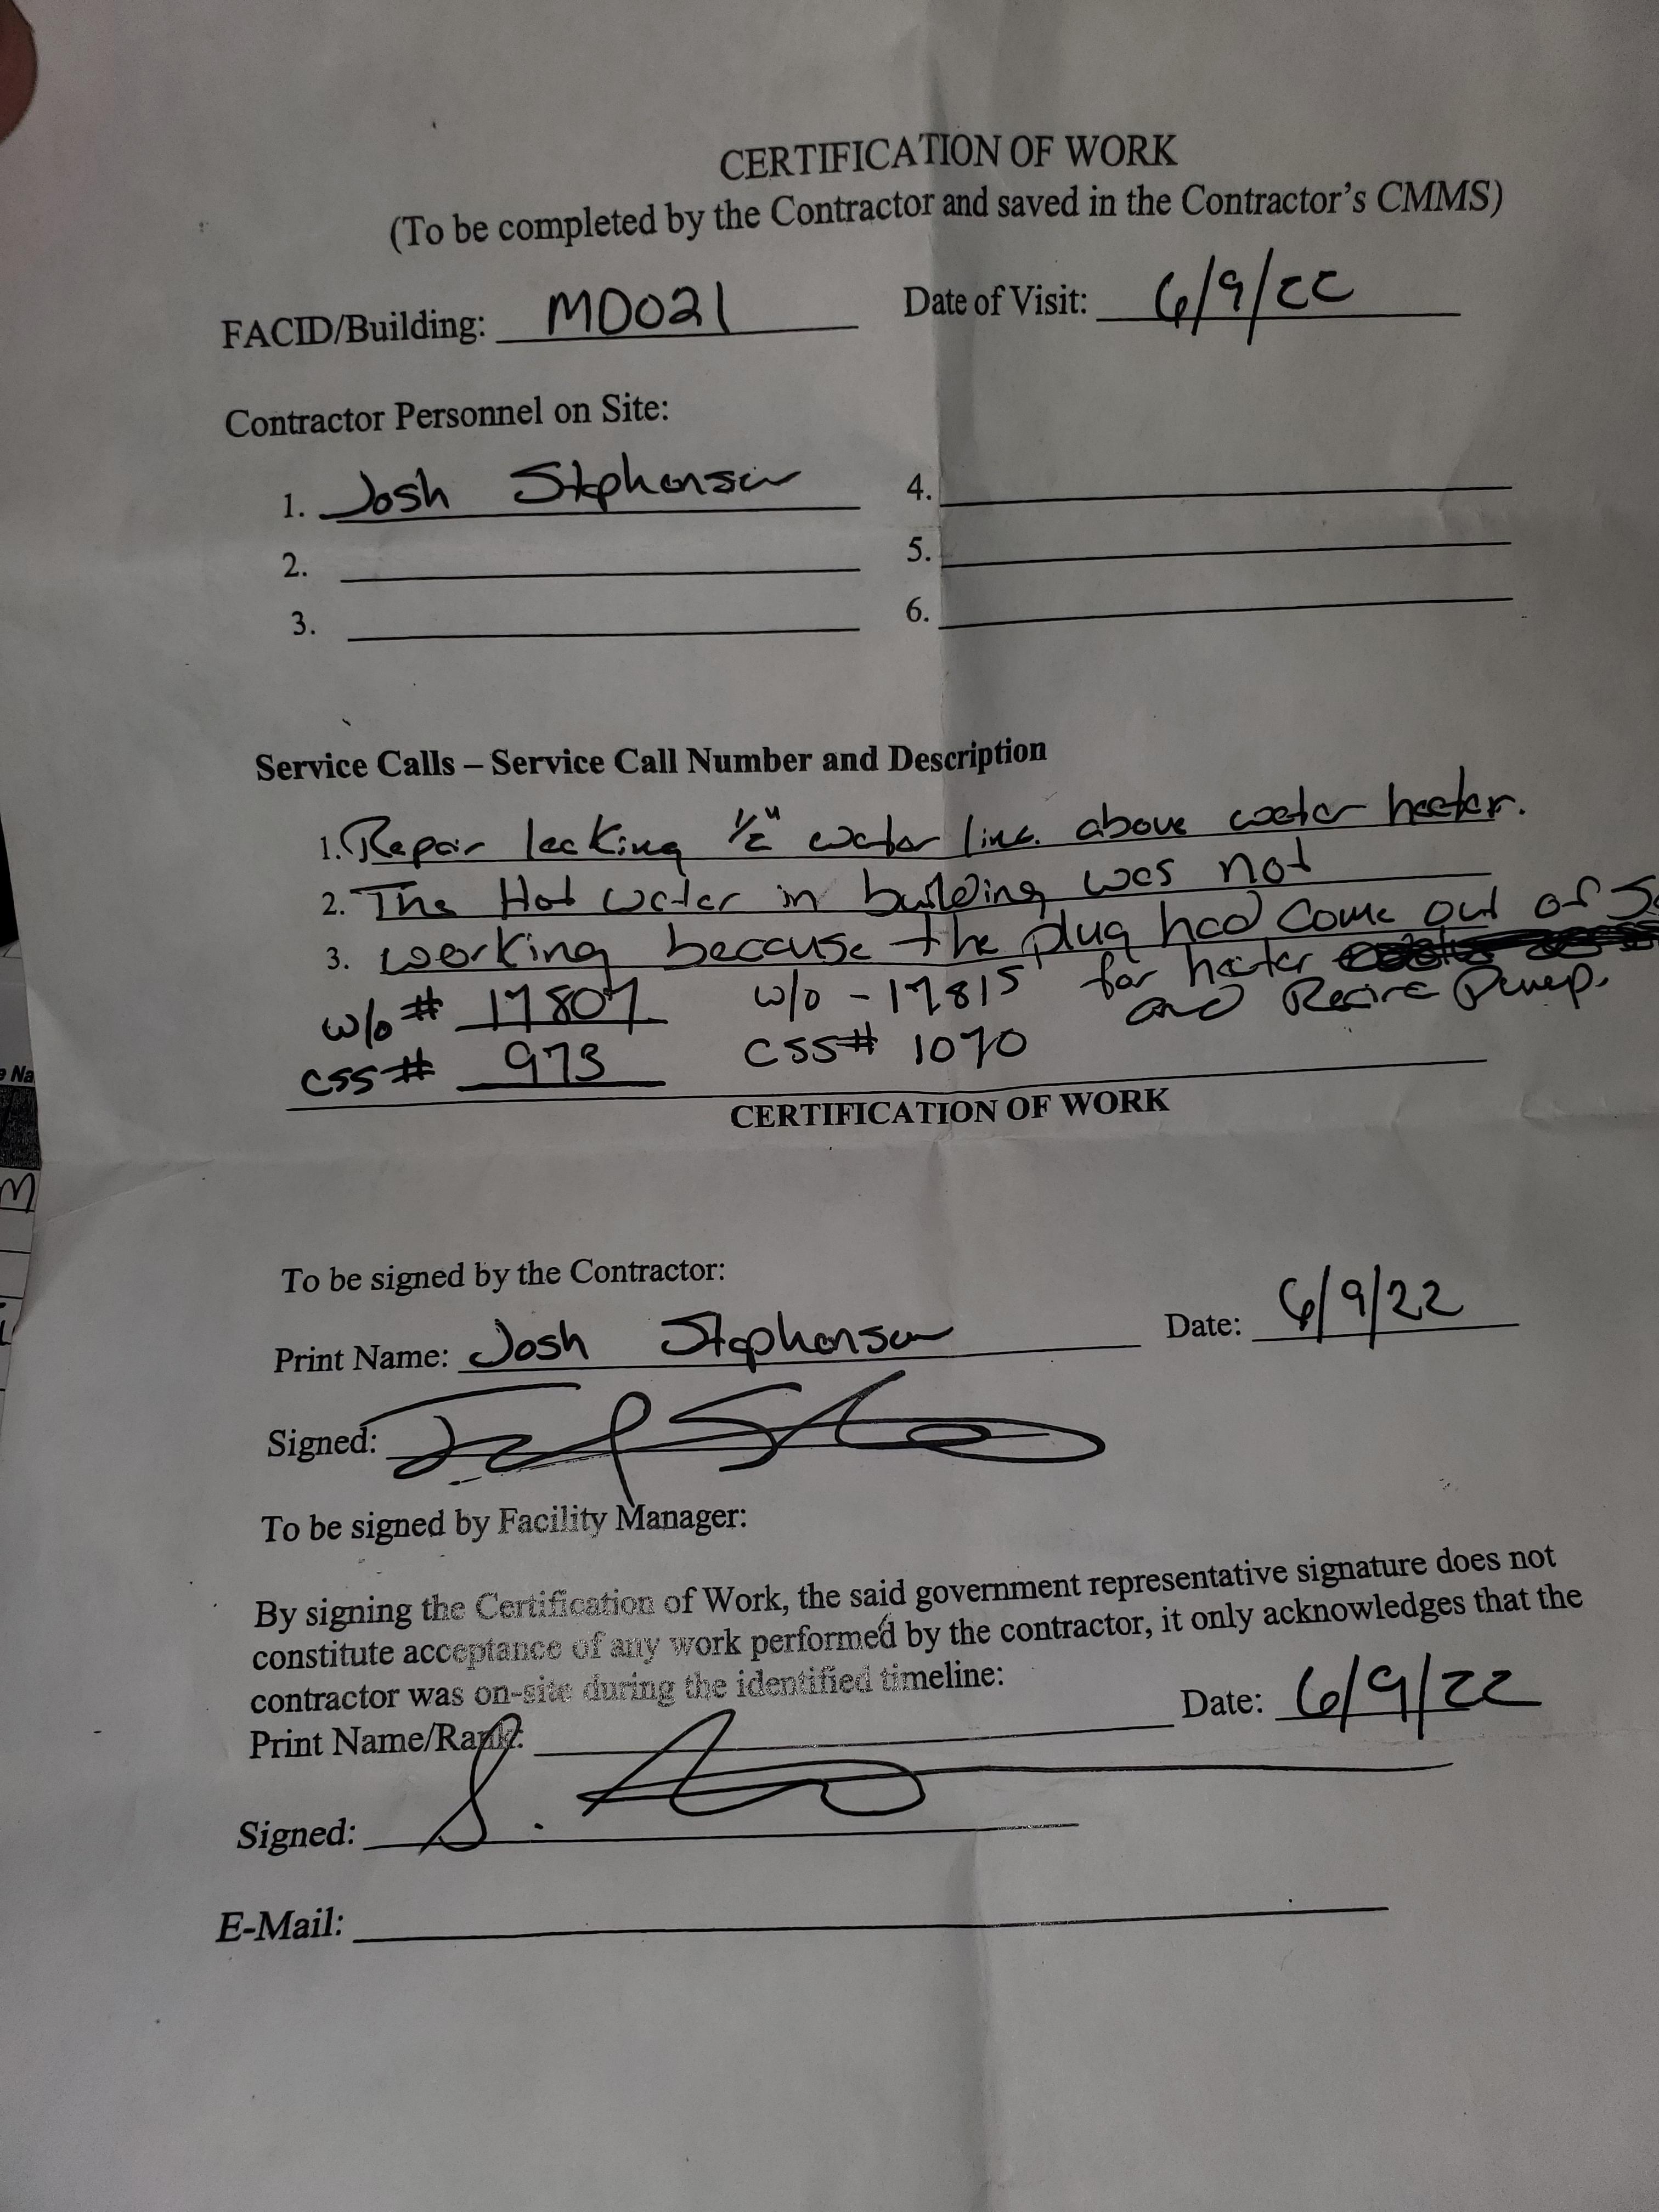 CERTIFICATION OF WORK
(To be completed by the Contractor and saved in the Contractor's CMMS)
FACID/Building: MD021 Date of Visit: 6/9/22
Contractor Personnel on Site:
1. Josh Stephenson 4.
2. 5.
3. 6.
Service Calls – Service Call Number and Description
1. Repair leaking 1/2" water line above water heater.
2. The Hot water in building was not
3. working because the plug had come out of
for heater
w/o # 17807 w/o - 17815 and Recirc Pump.
css # 973 css# 1070
CERTIFICATION OF WORK
To be signed by the Contractor:
Print Name: Josh Stephenson Date: 6/9/22
Signed:
To be signed by Facility Manager:
By signing the Certification of Work, the said government representative signature does not
constitute acceptance of any work performed by the contractor, it only acknowledges that the
contractor was on-site during the identified timeline:
Print Name/Rank: Date: 6/9/22
Signed:
E-Mail: